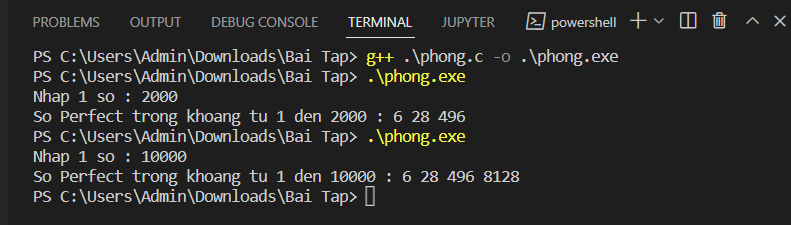 PROBLEMS OUTPUT DEBUG CONSOLE TERMINAL JUPYTER powershell
PS C:\Users\Admin\Downloads\Bai Tap> g++ .\phong.c -o .\phong.exe
PS C:\Users\Admin\Downloads\Bai Tap> .\phong.exe
Nhap 1 so : 2000
So Perfect trong khoang tu 1 den 2000 : 6 28 496
PS C:\Users\Admin\Downloads\Bai Tap> .\phong.exe
Nhap 1 so : 10000
So Perfect trong khoang tu 1 den 10000 : 6 28 496 8128
PS C:\Users\Admin\Downloads\Bai Tap>